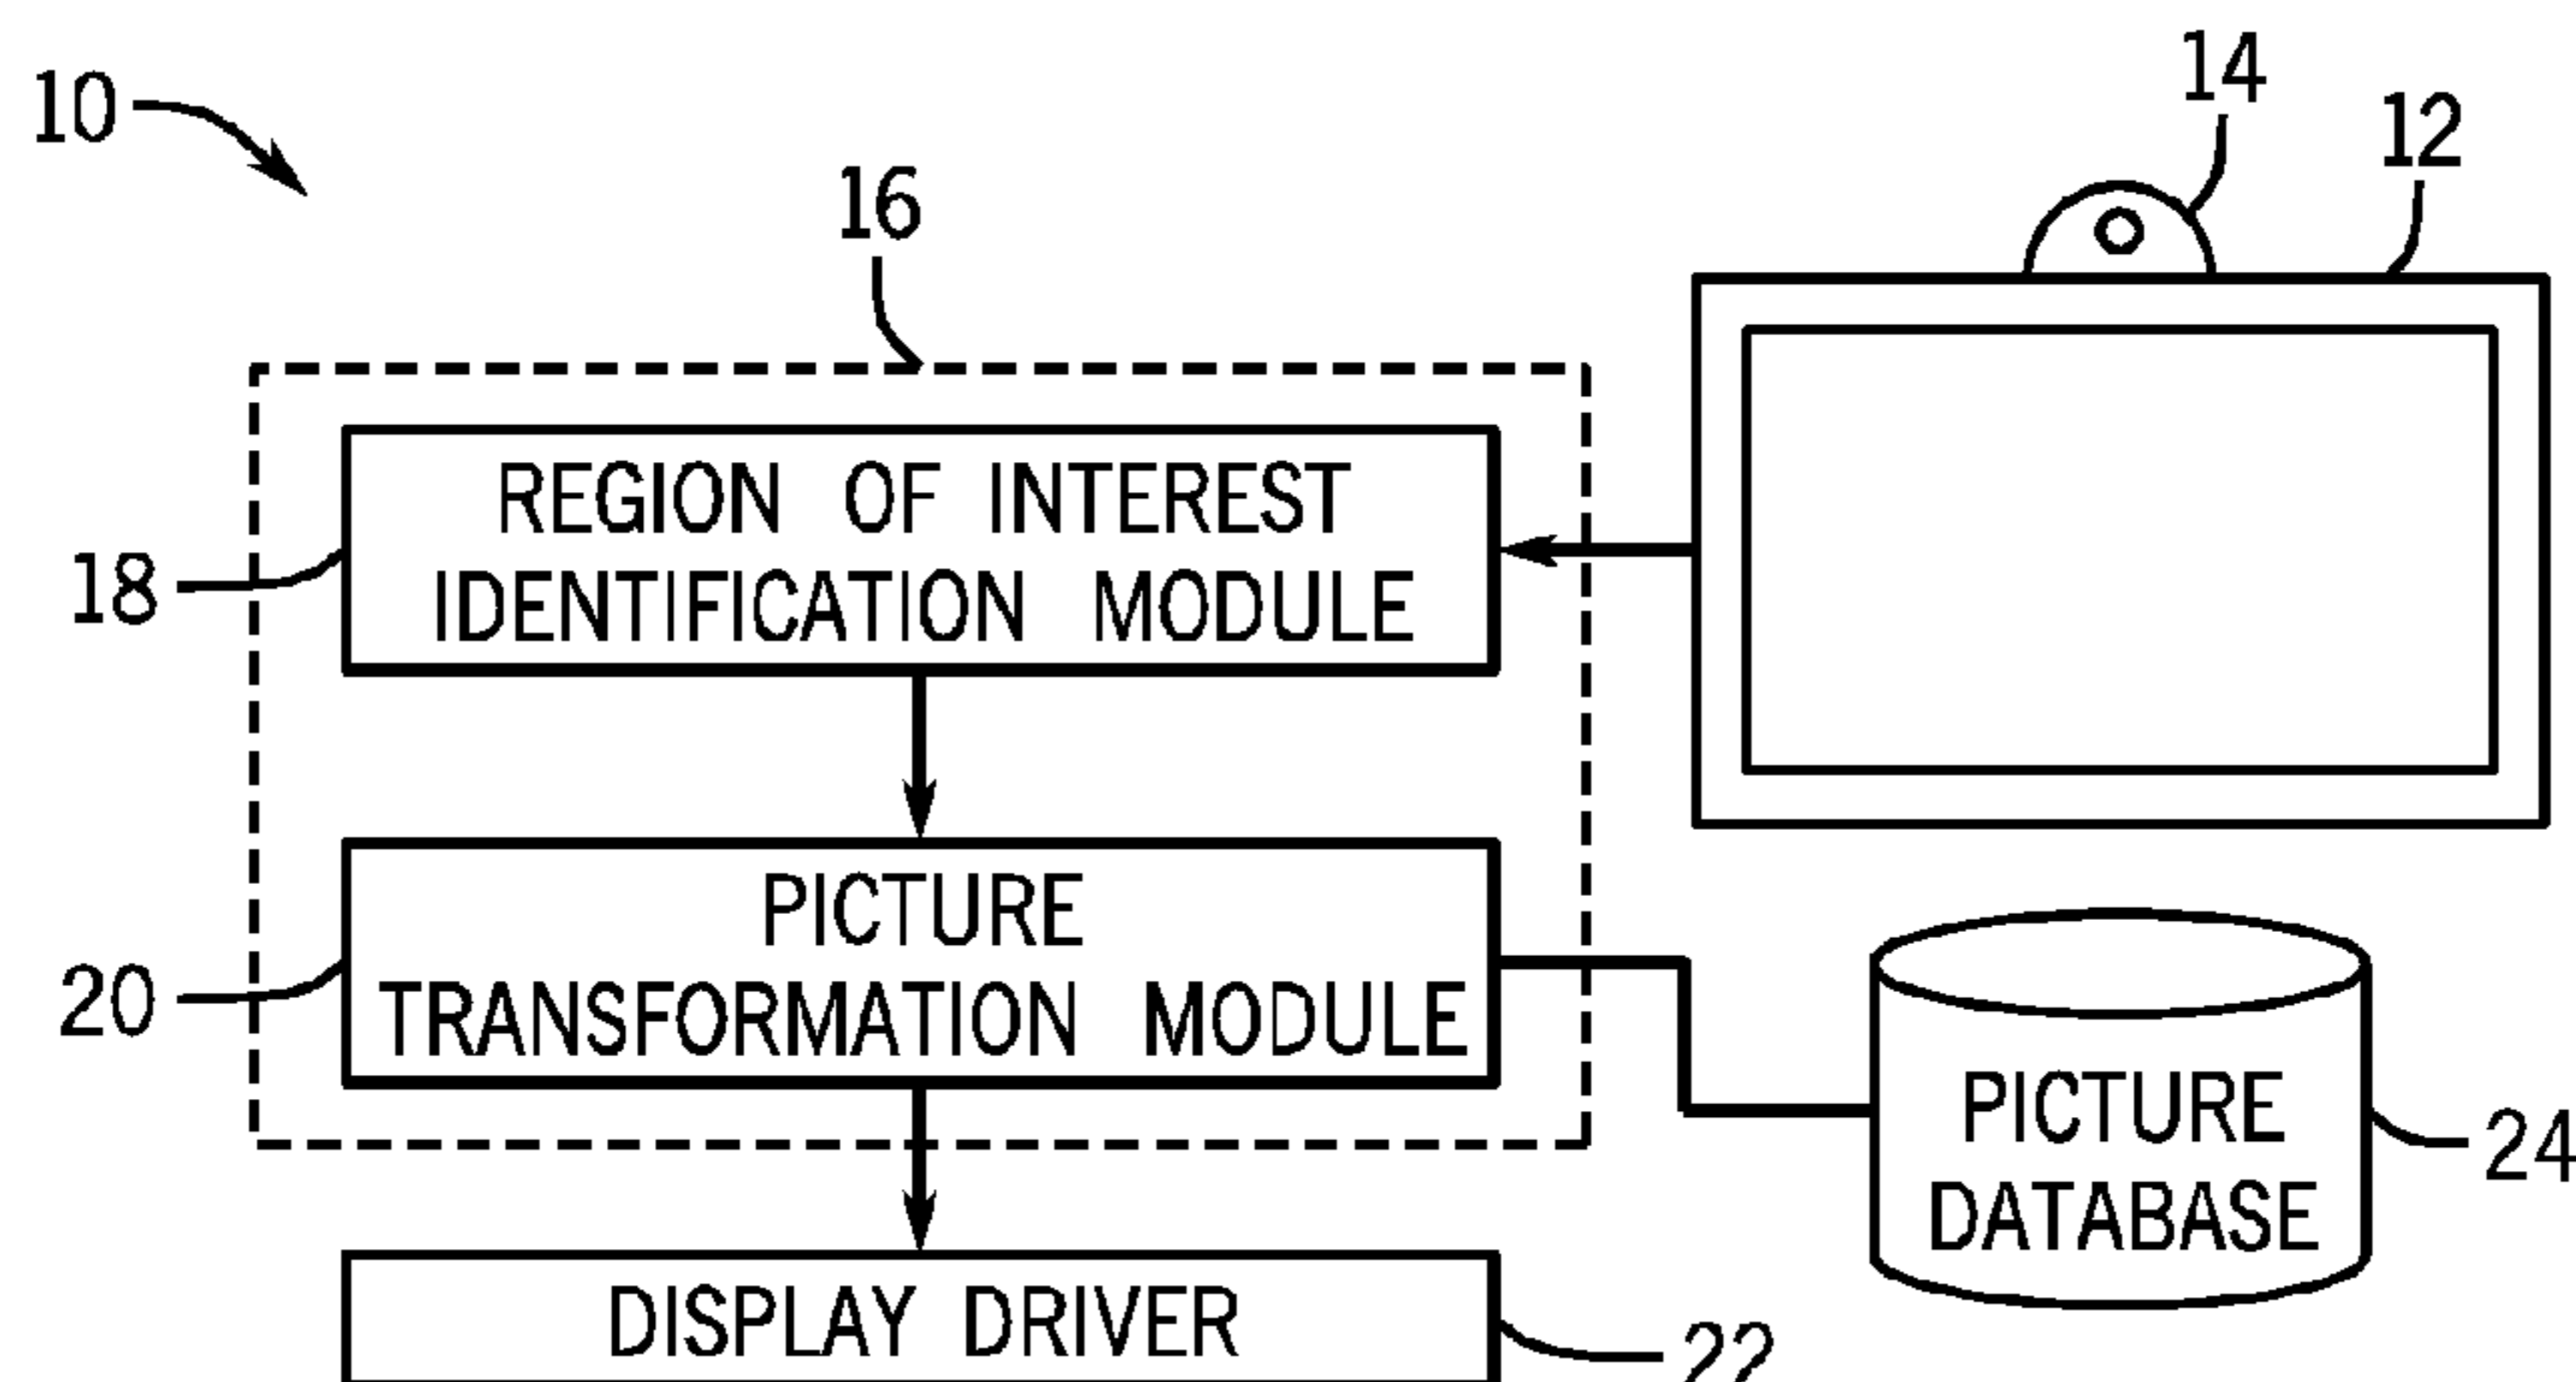 10
14
12
16
REGION OF INTEREST
IDENTIFICATION MODULE
18
PICTURE
TRANSFORMATION MODULE
20
PICTURE
DATABASE
24
DISPLAY DRIVER
22